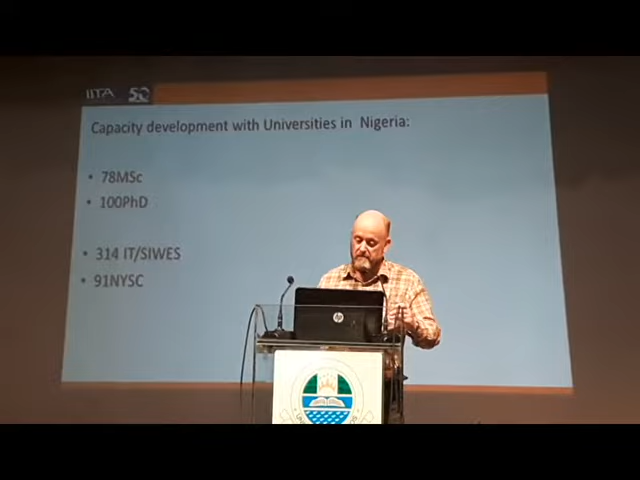 IITA 50
Capacity development with Universities in Nigeria:
• 78MSc
• 100PhD
• 314 IT/SIWES
• 91NYSC
hp